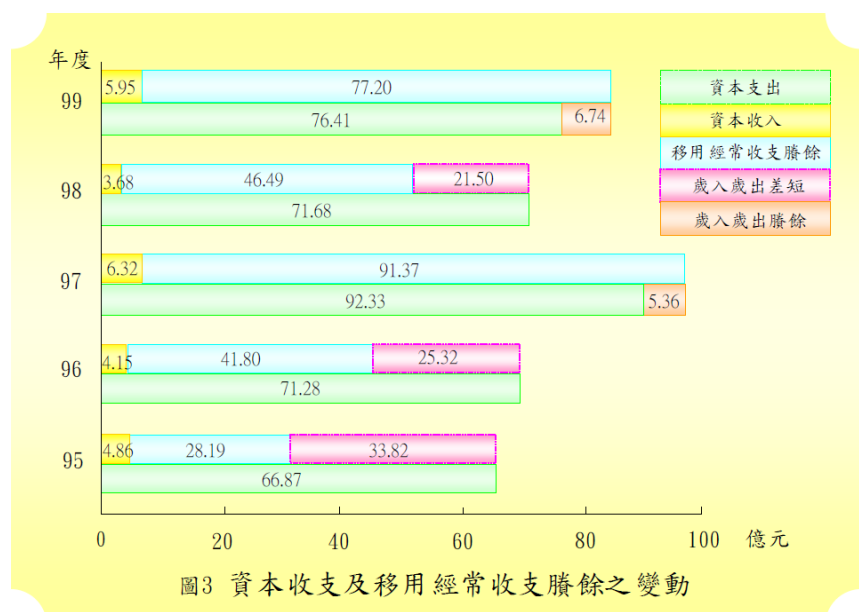 年度
99
5.95 77.20
76.41 6.74
98
3.68 46.49 21.50
71.68
97
6.32 91.37
92.33 5.36
96
4.15 41.80 25.32
71.28
95
4.86 28.19 33.82
66.87
0 20 40 60 80 100 億元
資本支出
資本收入
移用經常收支賸餘
歲入歲出差短
歲入歲出賸餘
圖3 資本收支及移用經常收支賸餘之變動